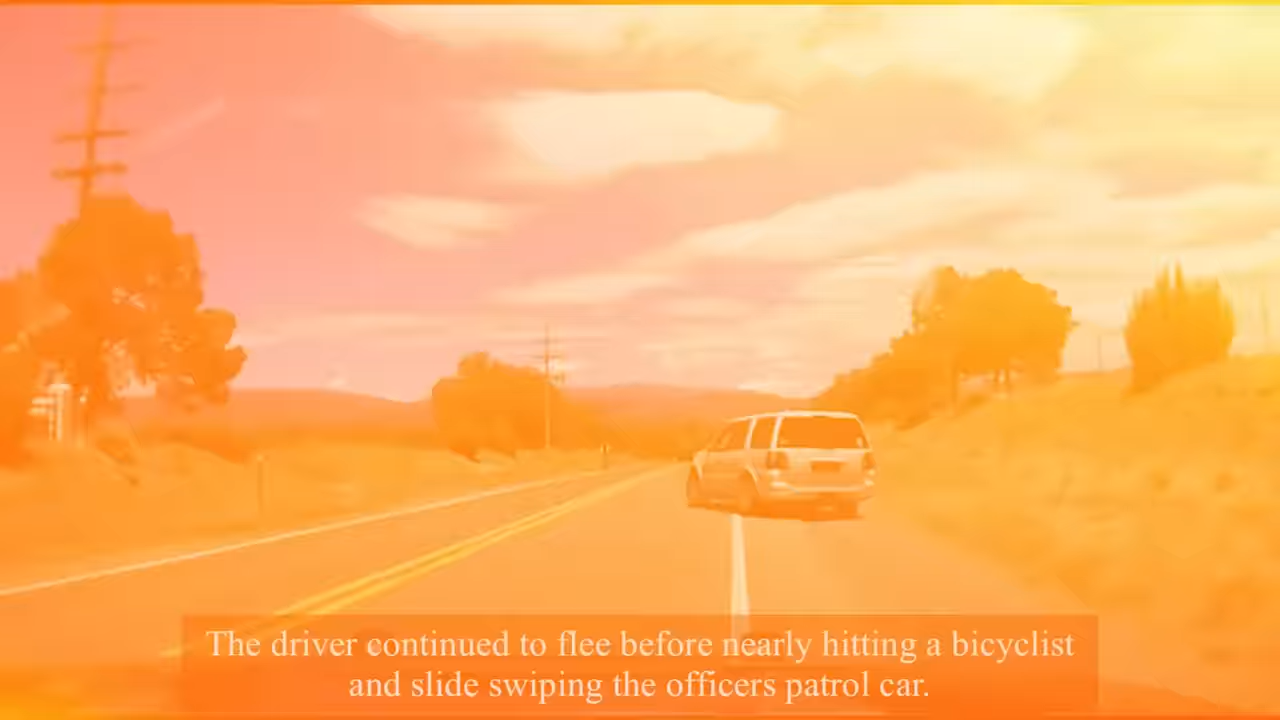 The driver continued to flee before nearly hitting a bicyclist
and slide swiping the officers patrol car.